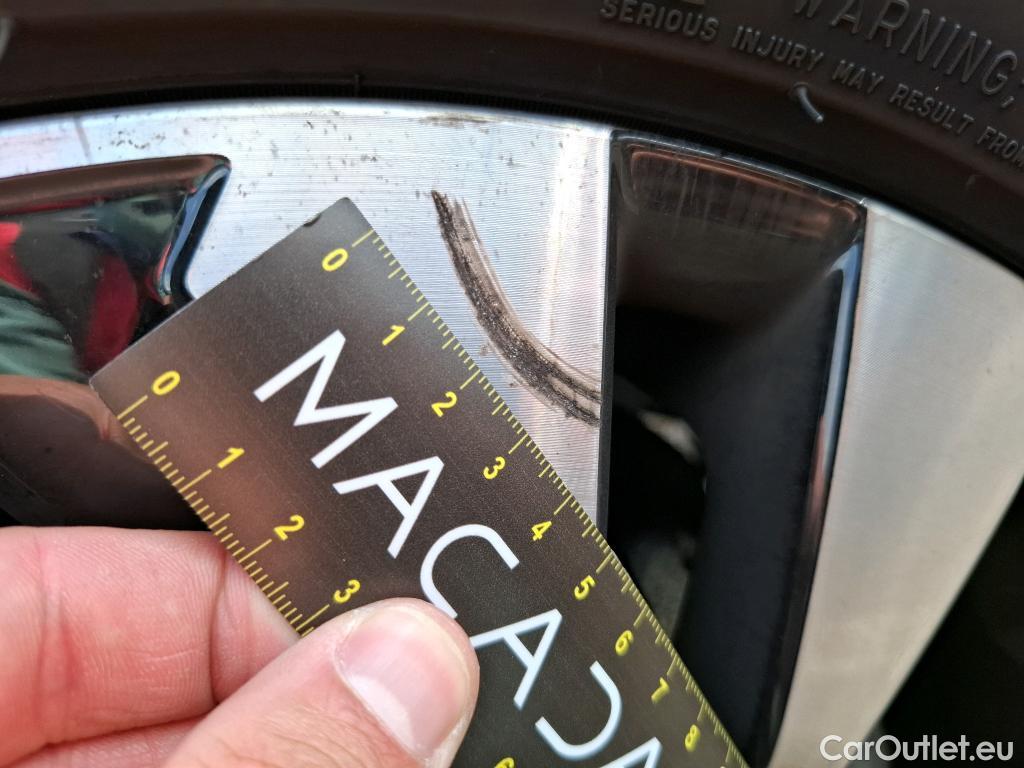 WARNING,
SERIOUS INJURY MAY RESULT FROM
0 1 2 3 4 5 6 7 8
0 1 2 3
MACAJA
CarOutlet.eu